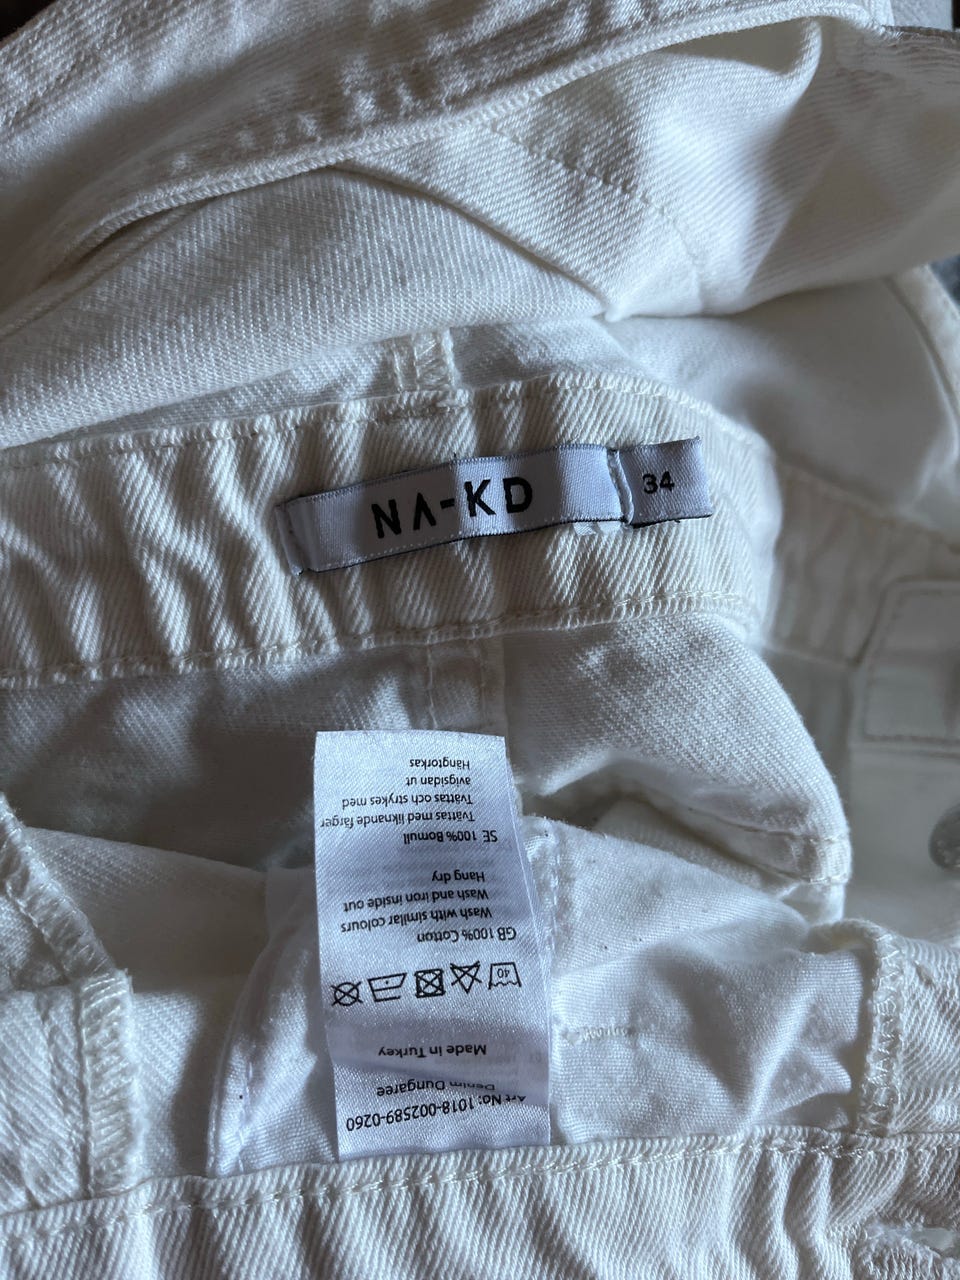 NA-KD
34
Art No: 1018-002589-0260
Denim Dungaree
Made in Turkey
40
GB 100% Cotton
Wash with similar colours
Wash and iron inside out
Hang dry
SE 100% Bomull
Tvättas med liknande färger
Tvättas och strykes med
avigsidan ut
Hängtorkas